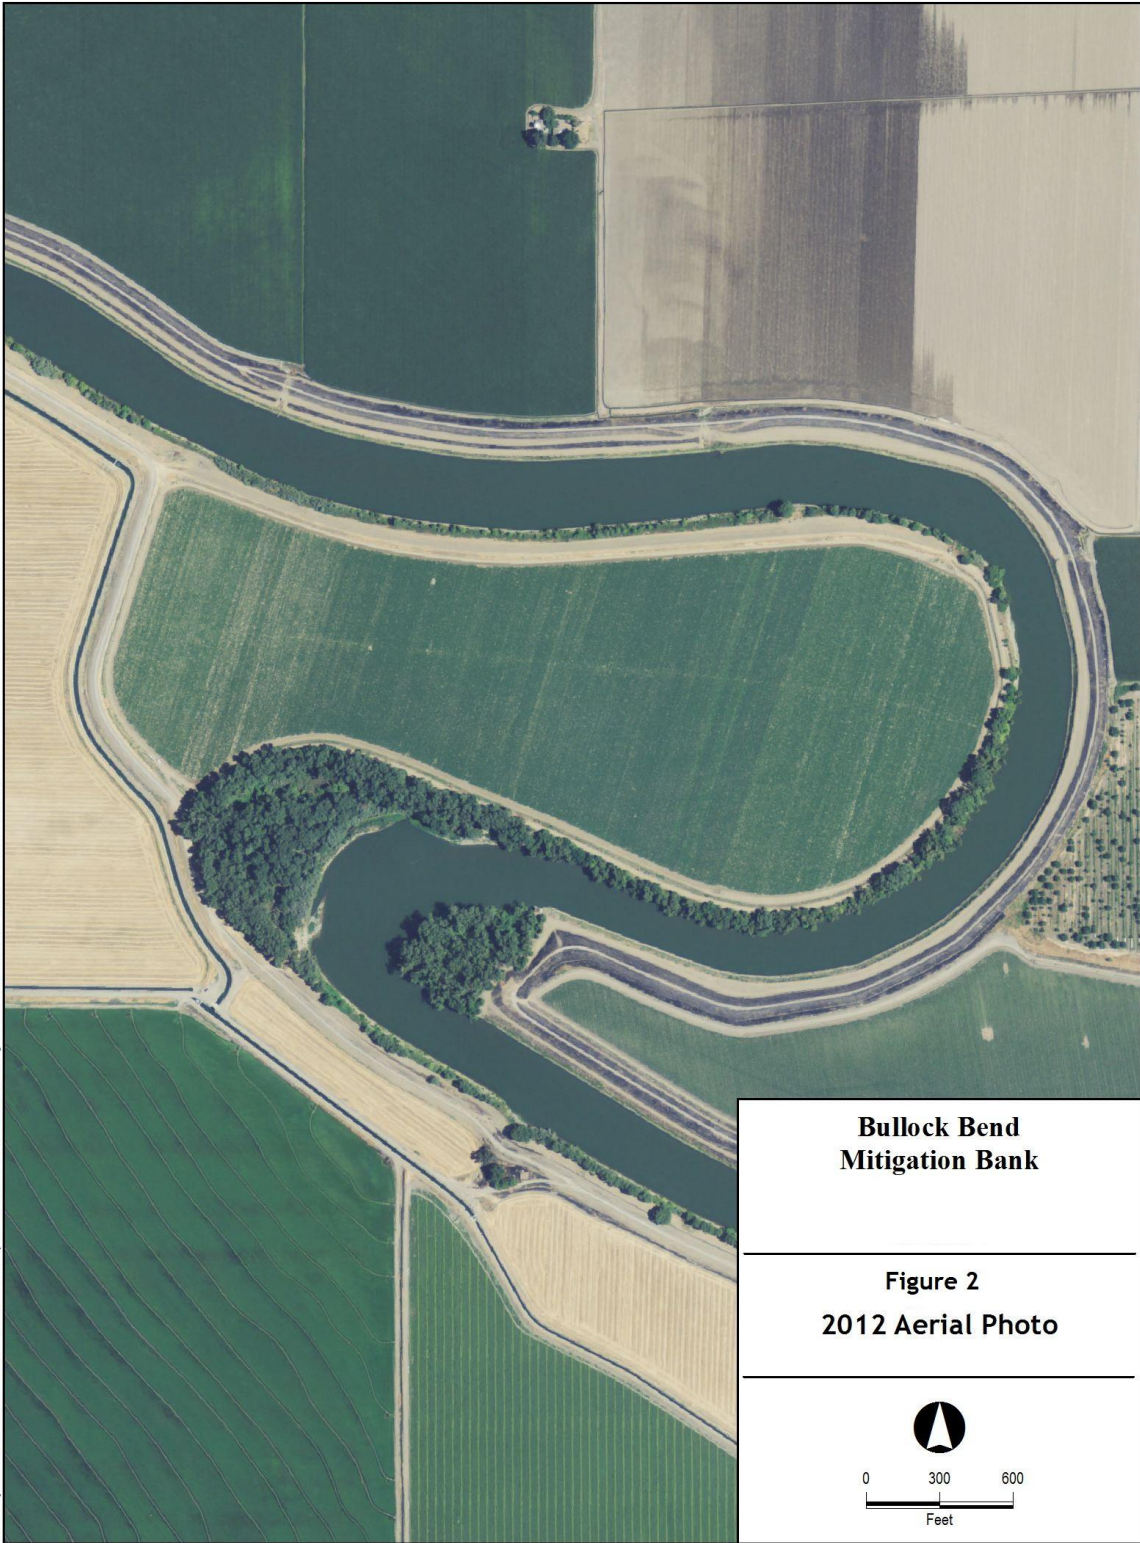 Bullock Bend
Mitigation Bank
Figure 2
2012 Aerial Photo
0 300 600
Feet